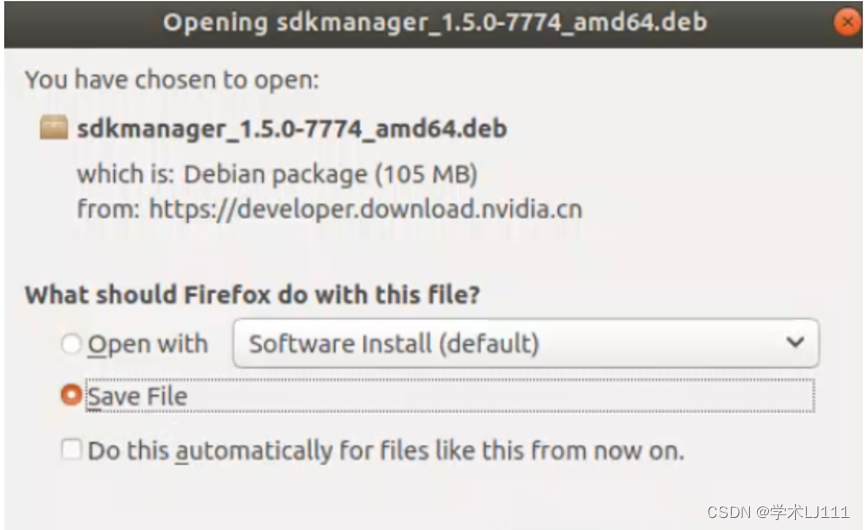 Opening sdkmanager_1.5.0-7774_amd64.deb
You have chosen to open:
sdkmanager_1.5.0-7774_amd64.deb
which is: Debian package (105 MB)
from: https://developer.download.nvidia.cn
What should Firefox do with this file?
Open with Software Install (default)
Save File
Do this automatically for files like this from now on.
CSDN @学术LJ111